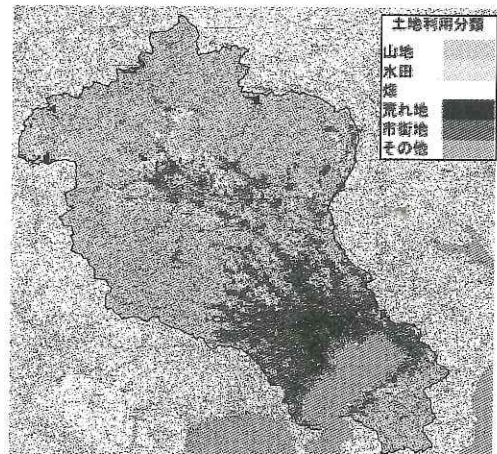 土地利用分類
山地
水田
畑
荒れ地
市街地
その他